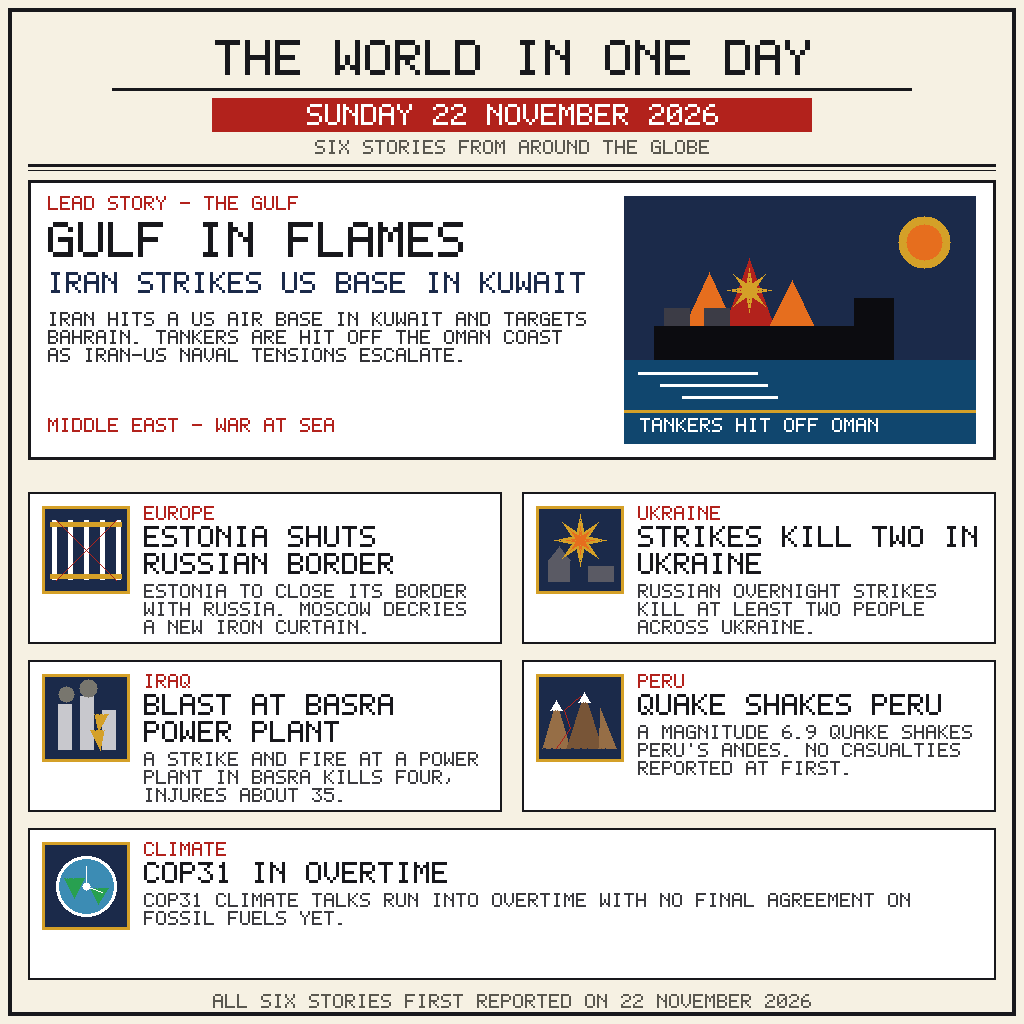 THE WORLD IN ONE DAY
SUNDAY 22 NOVEMBER 2026
SIX STORIES FROM AROUND THE GLOBE
LEAD STORY - THE GULF
GULF IN FLAMES
IRAN STRIKES US BASE IN KUWAIT
IRAN HITS A US AIR BASE IN KUWAIT AND TARGETS
BAHRAIN. TANKERS ARE HIT OFF THE OMAN COAST
AS IRAN-US NAVAL TENSIONS ESCALATE.
MIDDLE EAST - WAR AT SEA
TANKERS HIT OFF OMAN
EUROPE
ESTONIA SHUTS
RUSSIAN BORDER
ESTONIA TO CLOSE ITS BORDER
WITH RUSSIA. MOSCOW DECRIES
A NEW IRON CURTAIN.
UKRAINE
STRIKES KILL TWO IN
UKRAINE
RUSSIAN OVERNIGHT STRIKES
KILL AT LEAST TWO PEOPLE
ACROSS UKRAINE.
IRAQ
BLAST AT BASRA
POWER PLANT
A STRIKE AND FIRE AT A POWER
PLANT IN BASRA KILLS FOUR,
INJURES ABOUT 35.
PERU
QUAKE SHAKES PERU
A MAGNITUDE 6.9 QUAKE SHAKES
PERU'S ANDES. NO CASUALTIES
REPORTED AT FIRST.
CLIMATE
COP31 IN OVERTIME
COP31 CLIMATE TALKS RUN INTO OVERTIME WITH NO FINAL AGREEMENT ON
FOSSIL FUELS YET.
ALL SIX STORIES FIRST REPORTED ON 22 NOVEMBER 2026